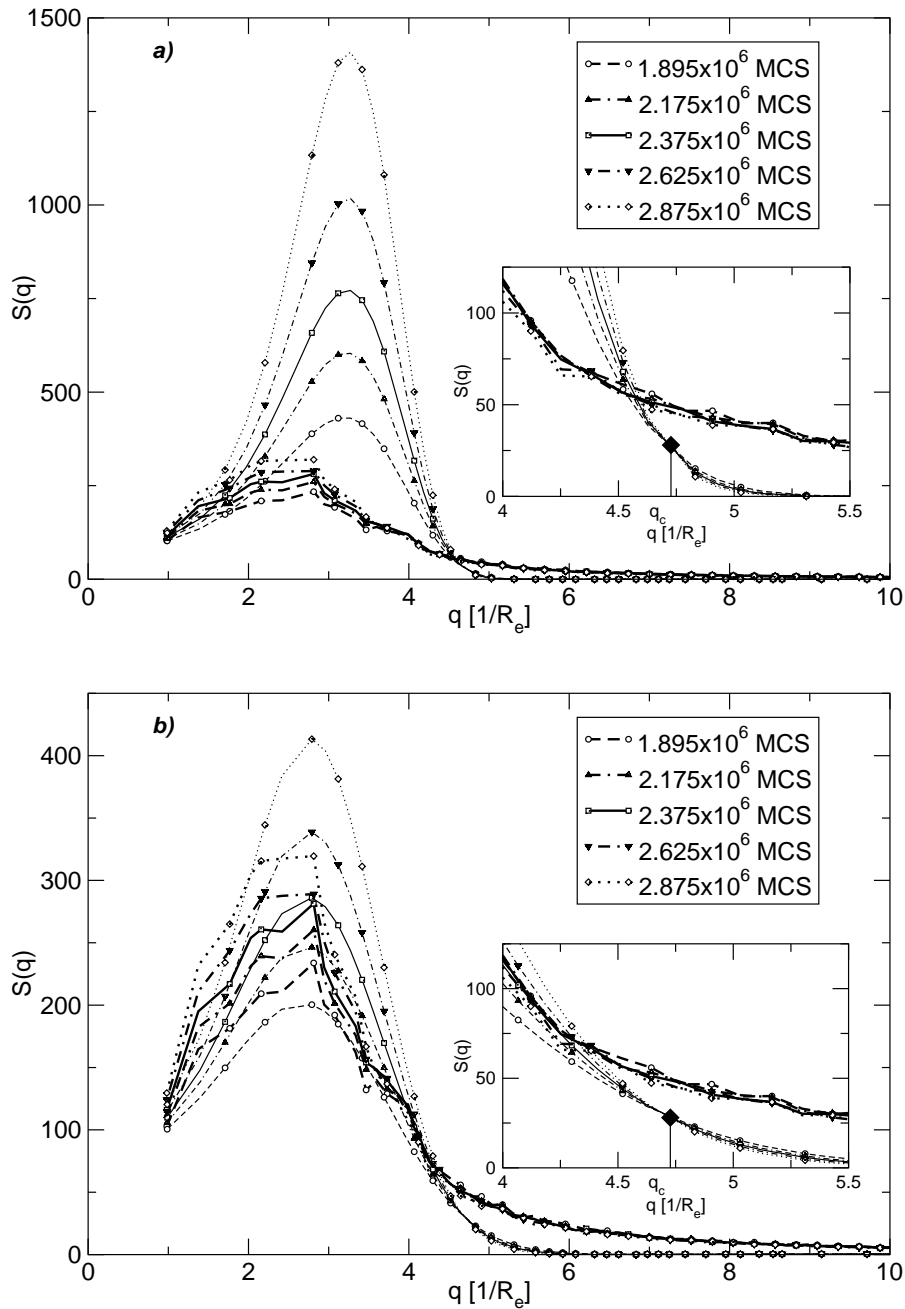 a)
1.895x10^6 MCS
2.175x10^6 MCS
2.375x10^6 MCS
2.625x10^6 MCS
2.875x10^6 MCS
S(q)
1500
1000
500
0
0 2 4 6 8 10
q [1/R_e]
S(q)
100
50
0
4 4.5 q_c 5 5.5
q [1/R_e]
b)
1.895x10^6 MCS
2.175x10^6 MCS
2.375x10^6 MCS
2.625x10^6 MCS
2.875x10^6 MCS
S(q)
400
300
200
100
0
0 2 4 6 8 10
q [1/R_e]
S(q)
100
50
0
4 4.5 q_c 5 5.5
q [1/R_e]